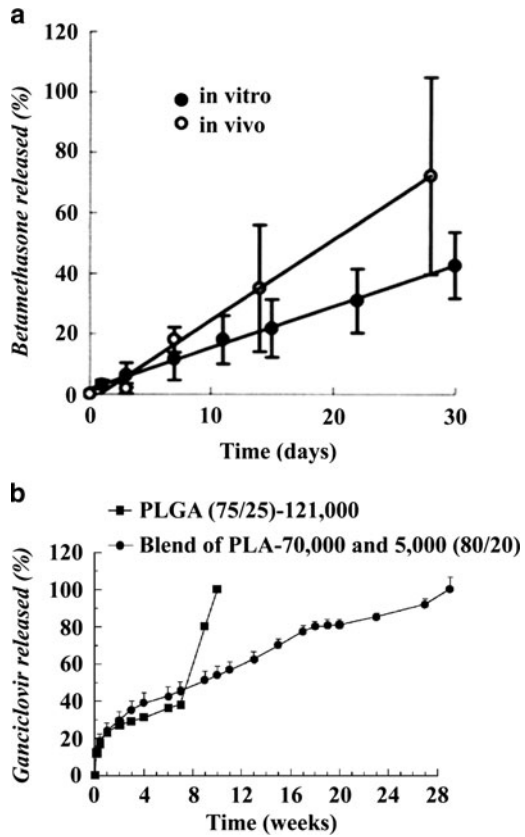 a
120
100
80
60
40
20
0
Betamethasone released (%)
in vitro
in vivo
0 10 20 30
Time (days)
b
PLGA (75/25)-121,000
Blend of PLA-70,000 and 5,000 (80/20)
120
100
80
60
40
20
0
Ganciclovir released (%)
0 4 8 12 16 20 24 28
Time (weeks)